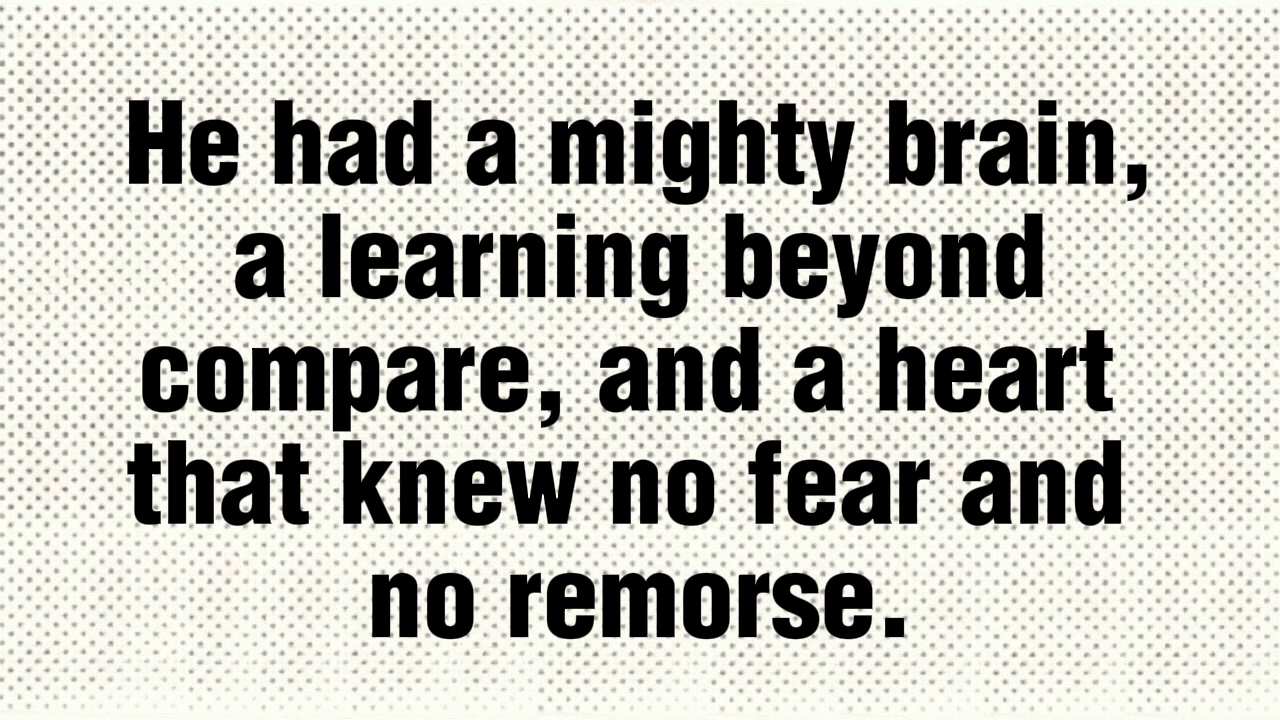 He had a mighty brain,
a learning beyond
compare, and a heart
that knew no fear and
no remorse.